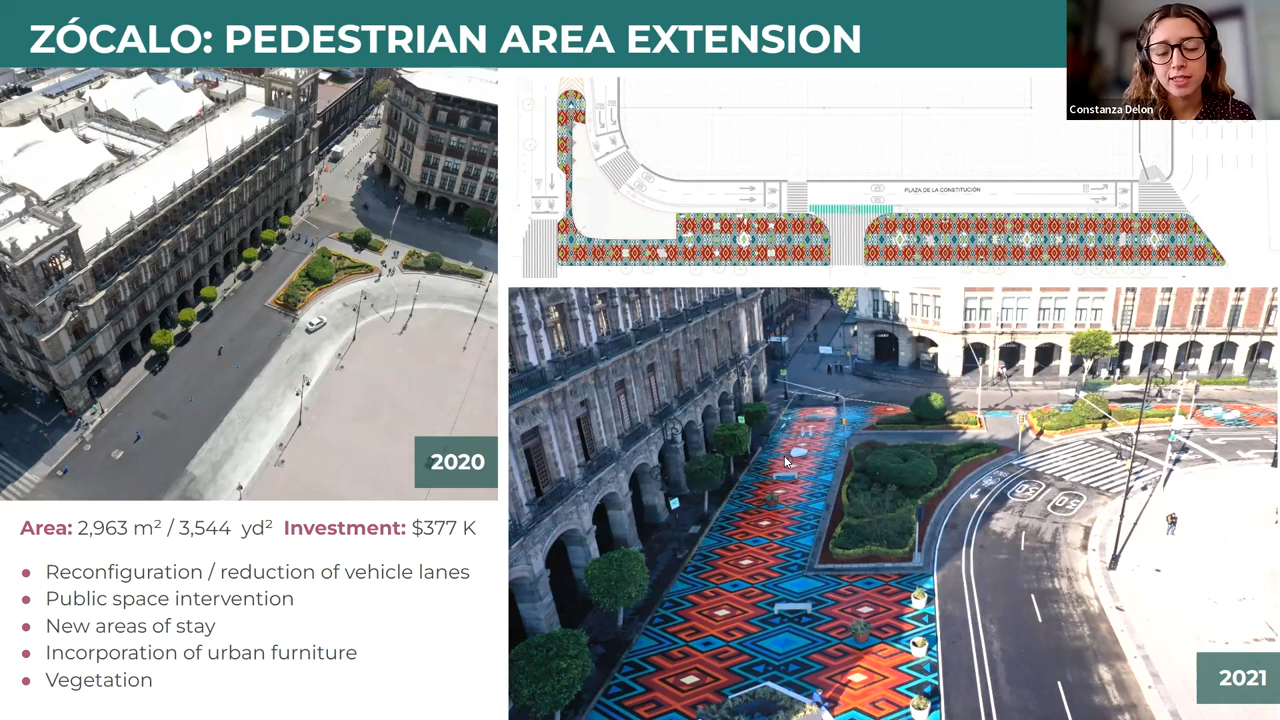 ZÓCALO: PEDESTRIAN AREA EXTENSION
Constanza Delon
PLAZA DE LA CONSTITUCIÓN
2020
Area: 2,963 m² / 3,544 yd² Investment: $377 K
• Reconfiguration / reduction of vehicle lanes
• Public space intervention
• New areas of stay
• Incorporation of urban furniture
• Vegetation
30
30
2021